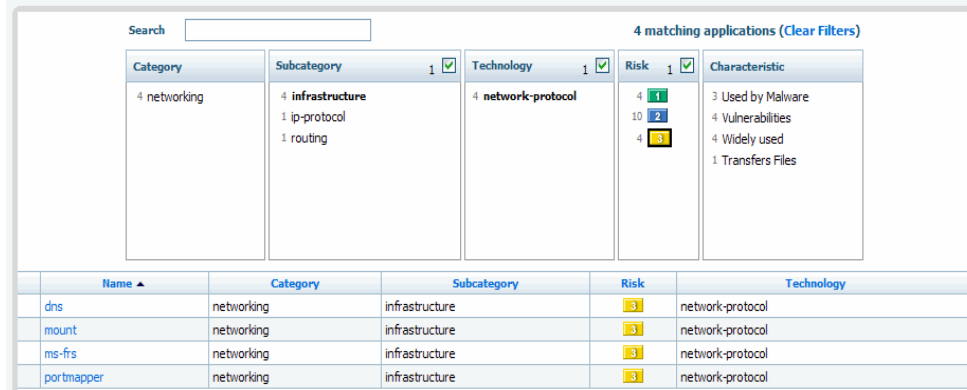 Search 4 matching applications (Clear Filters)
Category Subcategory 1 Technology 1 Risk 1 Characteristic
4 networking 4 infrastructure 4 network-protocol 4 1 3 Used by Malware
1 ip-protocol 10 2 4 Vulnerabilities
1 routing 4 3 4 Widely used
1 Transfers Files
Name Category Subcategory Risk Technology
dns networking infrastructure 3 network-protocol
mount networking infrastructure 3 network-protocol
ms-frs networking infrastructure 3 network-protocol
portmapper networking infrastructure 3 network-protocol